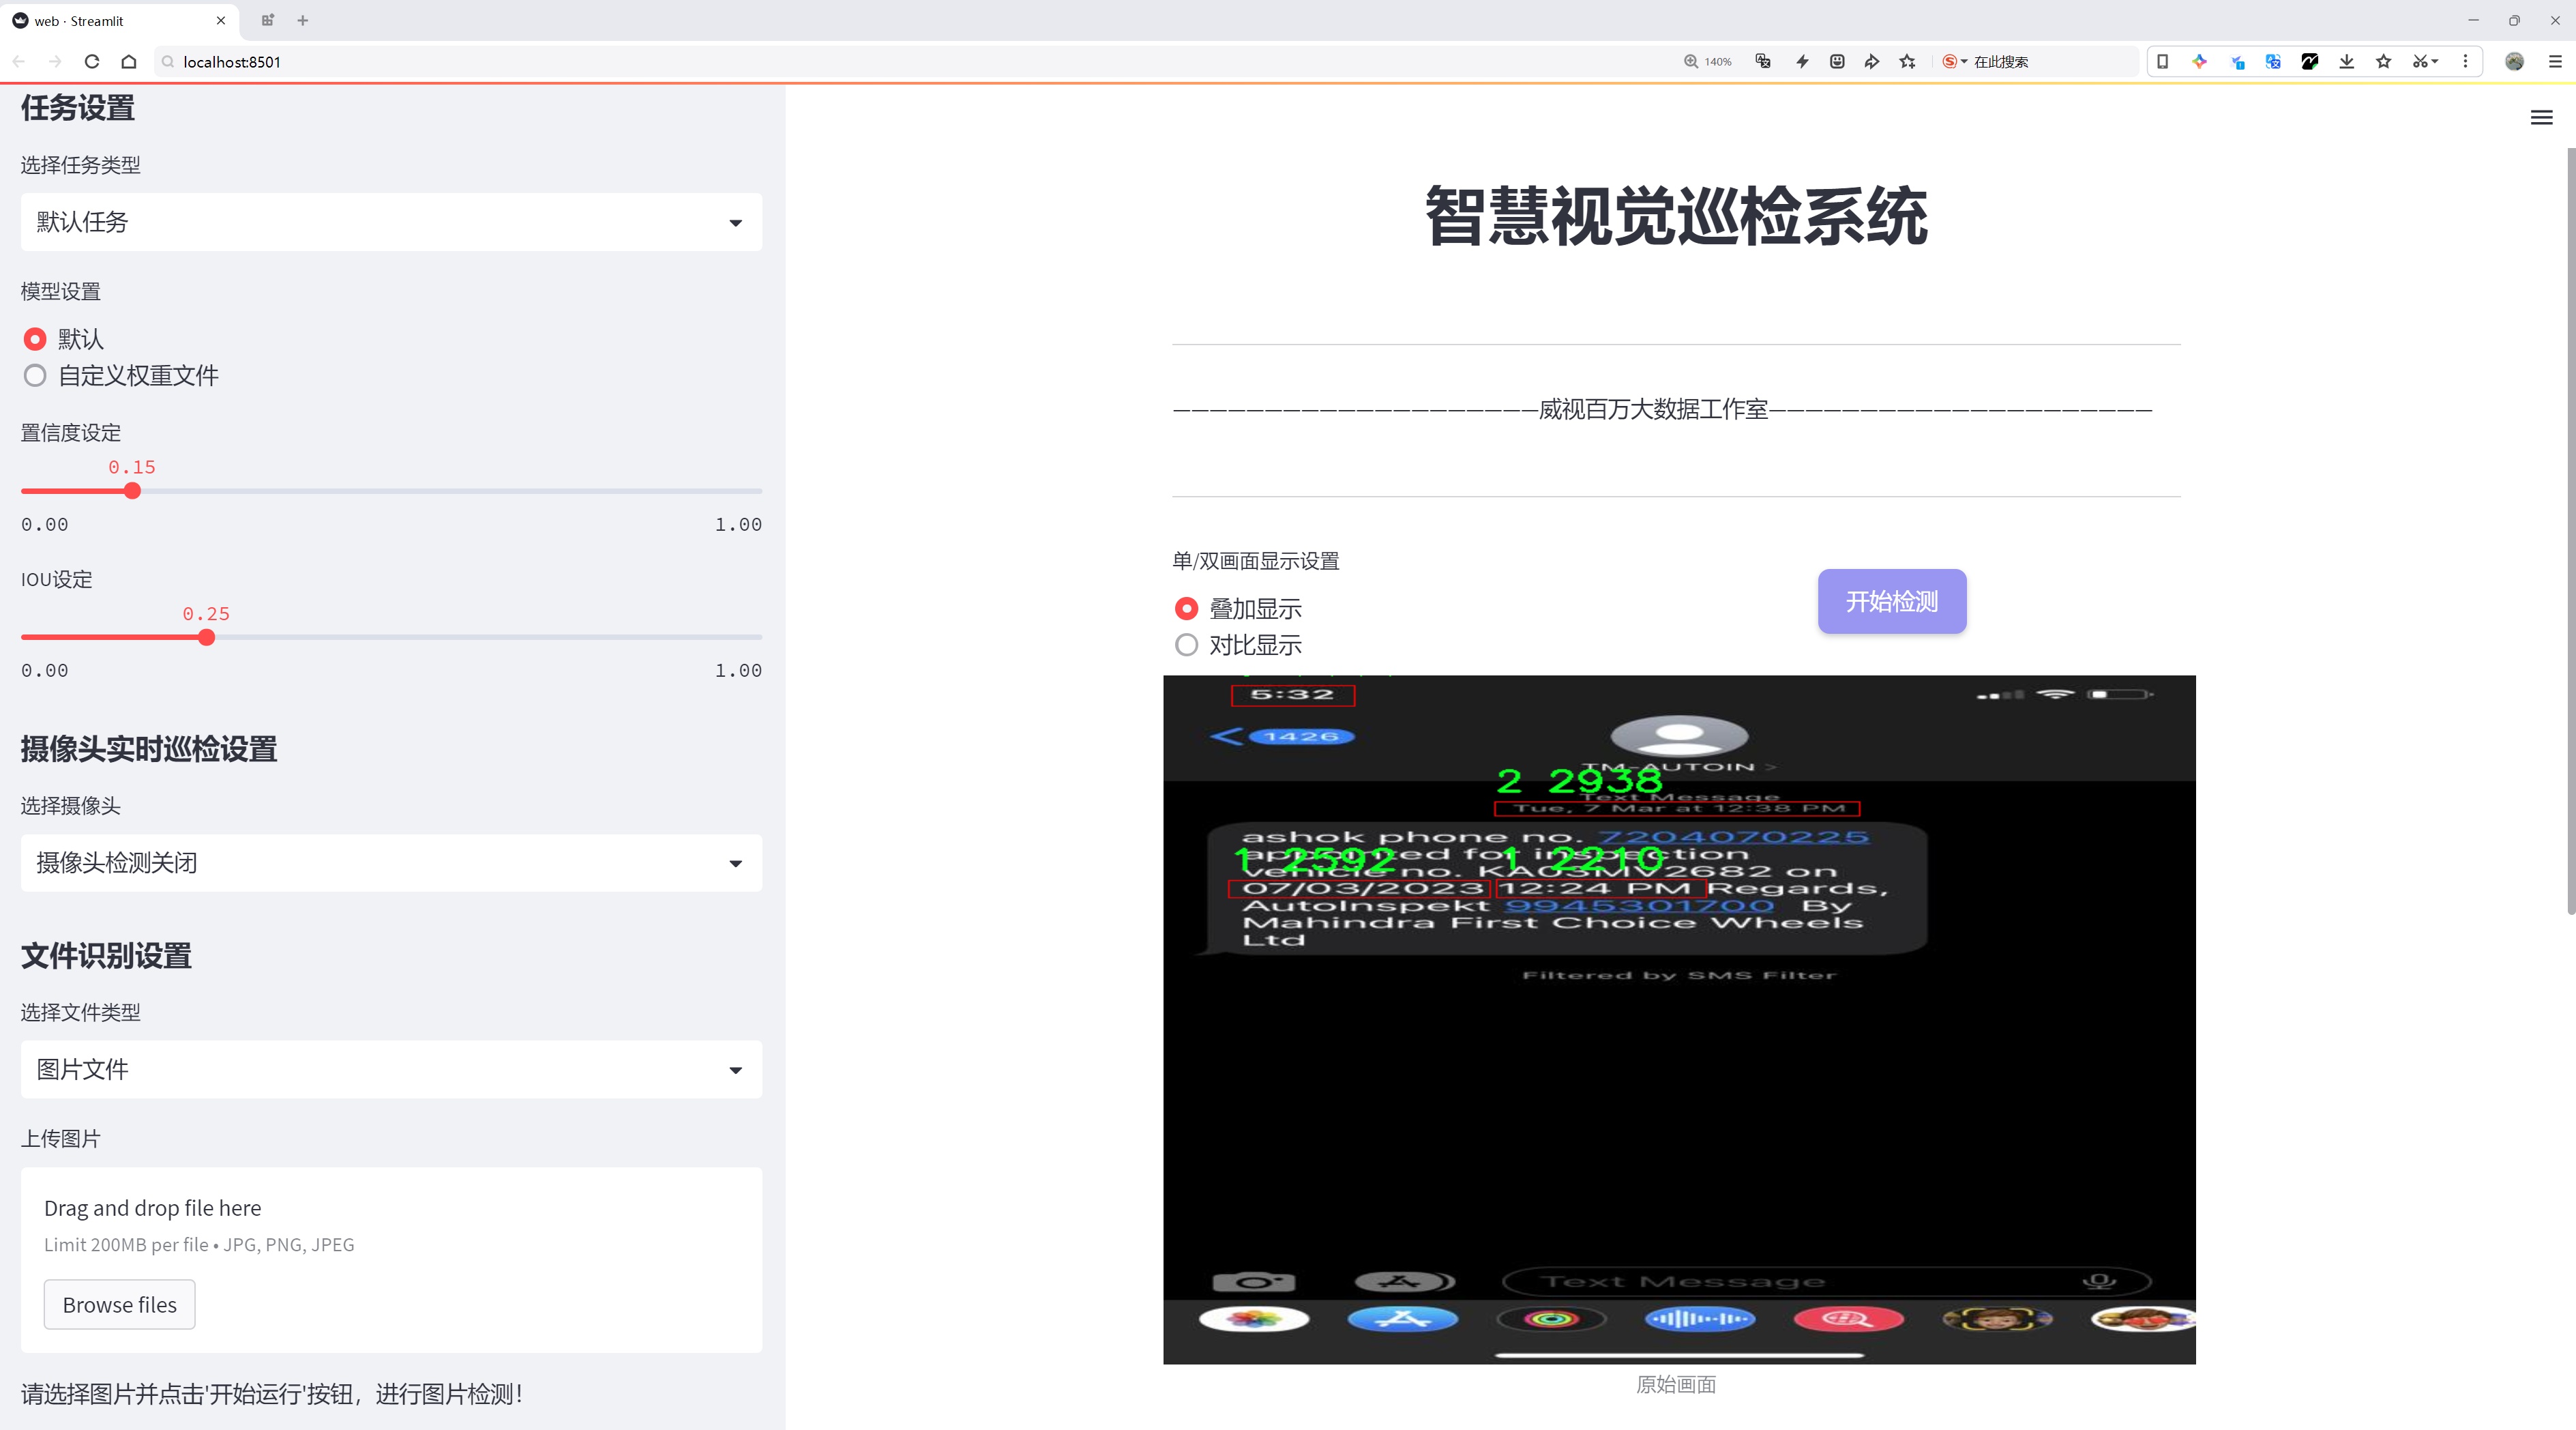 web · Streamlit
localhost:8501
140%
在此搜索
任务设置
选择任务类型
默认任务
模型设置
默认
自定义权重文件
置信度设定
0.15
0.00 1.00
IOU设定
0.25
0.00 1.00
摄像头实时巡检设置
选择摄像头
摄像头检测关闭
文件识别设置
选择文件类型
图片文件
上传图片
Drag and drop file here
Limit 200MB per file • JPG, PNG, JPEG
Browse files
请选择图片并点击'开始运行'按钮，进行图片检测！
智慧视觉巡检系统
————————————————————威视百万大数据工作室—————————————————————
单/双画面显示设置
叠加显示
对比显示
开始检测
5:32
1426
TM-AUTOIN >
2 2938
Text Message
Tue, 7 Mar at 12:38 PM
ashok phone no. 7204070225
appointed for inspection
1 2592 1 2210
vehicle no. KA03MV2682 on
07/03/2023 12:24 PM Regards,
AutoInspekt 9945301700 By
Mahindra First Choice Wheels
Ltd
Filtered by SMS Filter
Text Message
原始画面